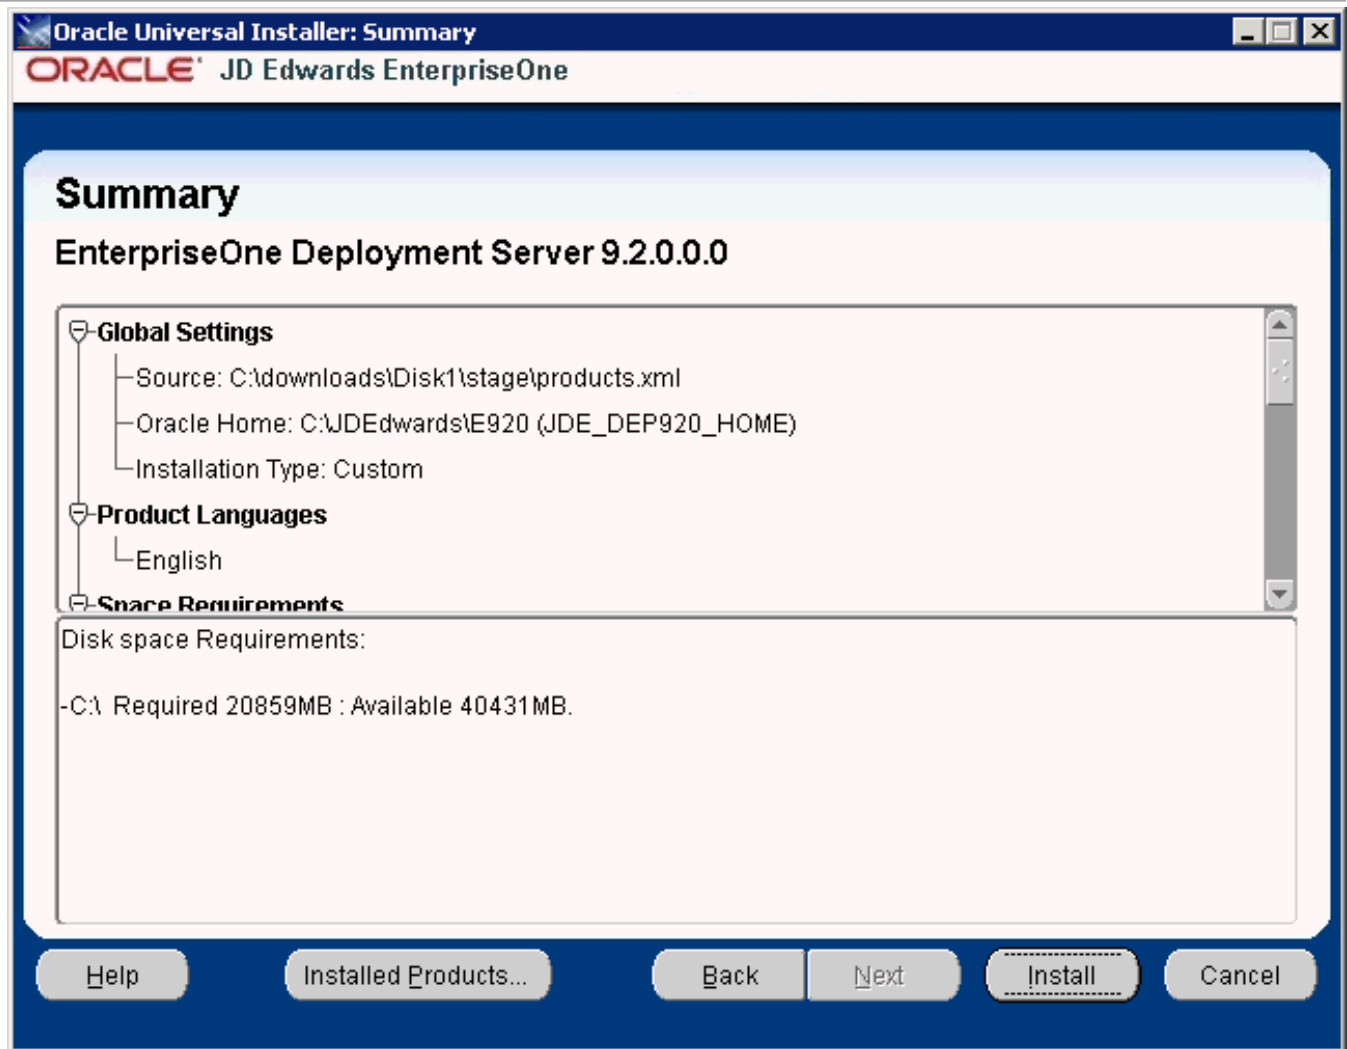 Oracle Universal Installer: Summary
ORACLE' JD Edwards EnterpriseOne
Summary
EnterpriseOne Deployment Server 9.2.0.0.0
Global Settings
Source: C:\downloads\Disk1\stage\products.xml
Oracle Home: C:\JDEdwards\E920 (JDE_DEP920_HOME)
Installation Type: Custom
Product Languages
English
Space Requirements
Disk space Requirements:
-C:\ Required 20859MB : Available 40431MB.
Help Installed Products... Back Next Install Cancel